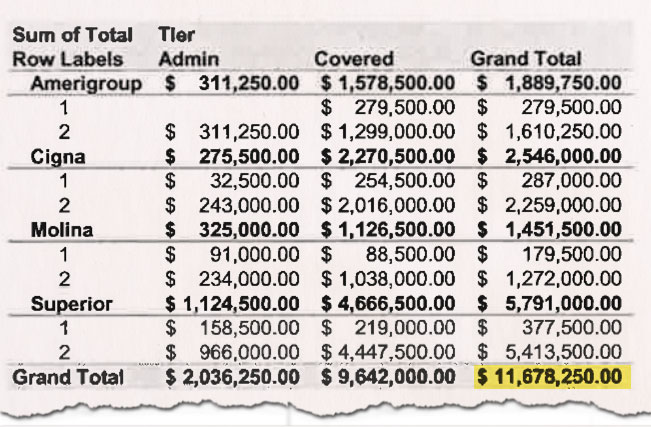 Sum of Total Tier
Row Labels Admin Covered Grand Total
Amerigroup $ 311,250.00 $ 1,578,500.00 $ 1,889,750.00
1 $ 279,500.00 $ 279,500.00
2 $ 311,250.00 $ 1,299,000.00 $ 1,610,250.00
Cigna $ 275,500.00 $ 2,270,500.00 $ 2,546,000.00
1 $ 32,500.00 $ 254,500.00 $ 287,000.00
2 $ 243,000.00 $ 2,016,000.00 $ 2,259,000.00
Molina $ 325,000.00 $ 1,126,500.00 $ 1,451,500.00
1 $ 91,000.00 $ 88,500.00 $ 179,500.00
2 $ 234,000.00 $ 1,038,000.00 $ 1,272,000.00
Superior $ 1,124,500.00 $ 4,666,500.00 $ 5,791,000.00
1 $ 158,500.00 $ 219,000.00 $ 377,500.00
2 $ 966,000.00 $ 4,447,500.00 $ 5,413,500.00
Grand Total $ 2,036,250.00 $ 9,642,000.00 $ 11,678,250.00